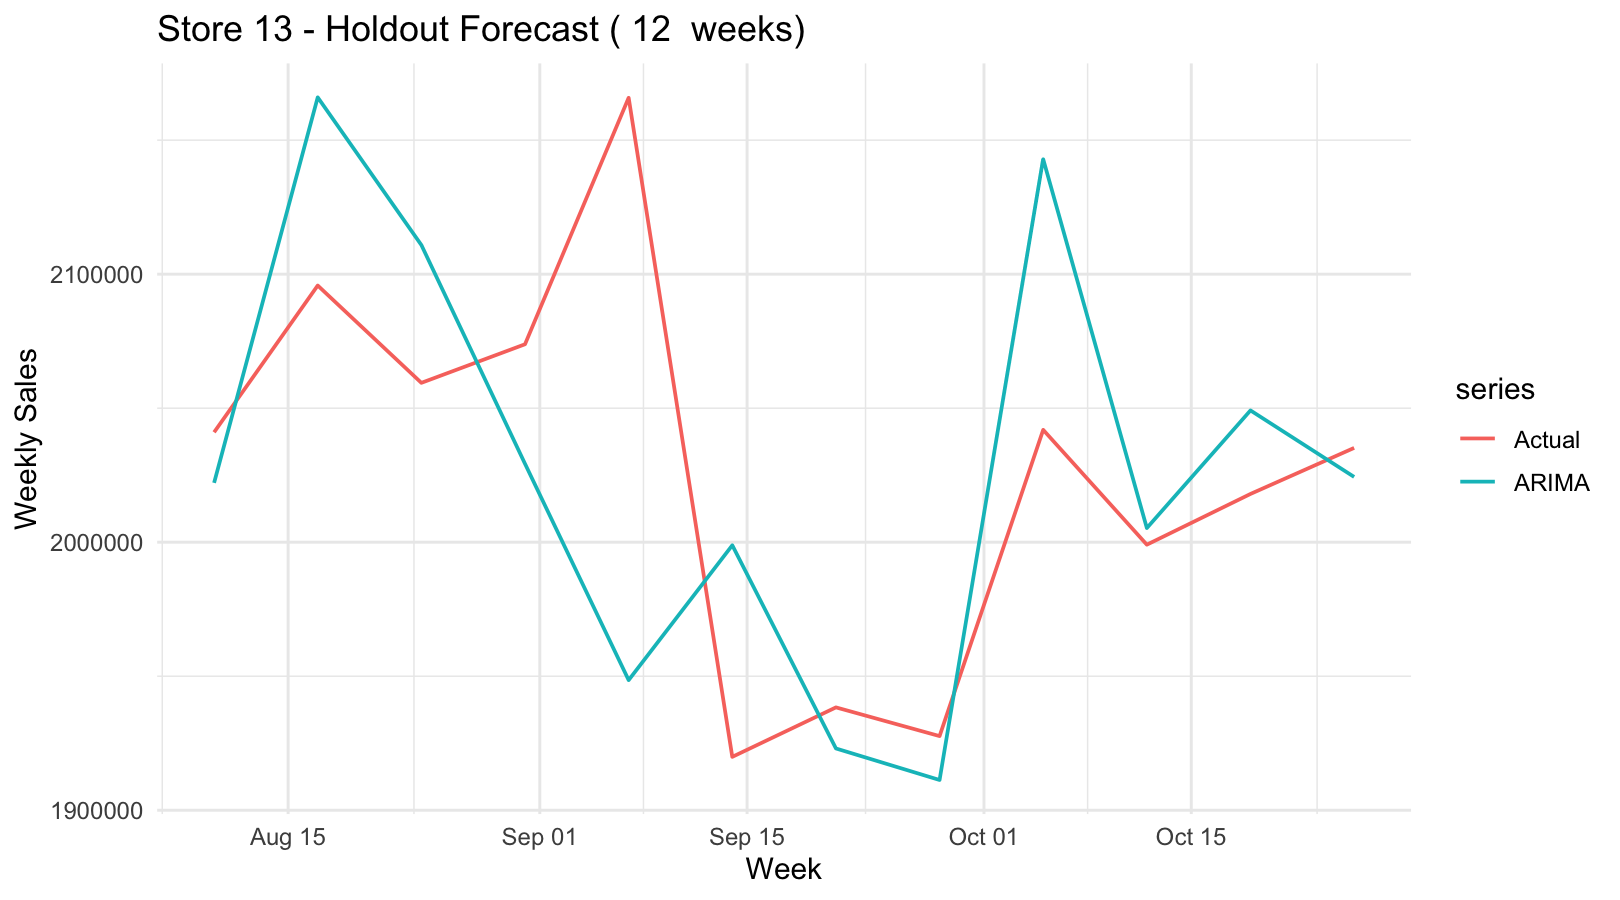 Store 13 - Holdout Forecast ( 12  weeks)
Weekly Sales
2100000
2000000
1900000
Aug 15
Sep 01
Sep 15
Oct 01
Oct 15
Week
series
Actual
ARIMA